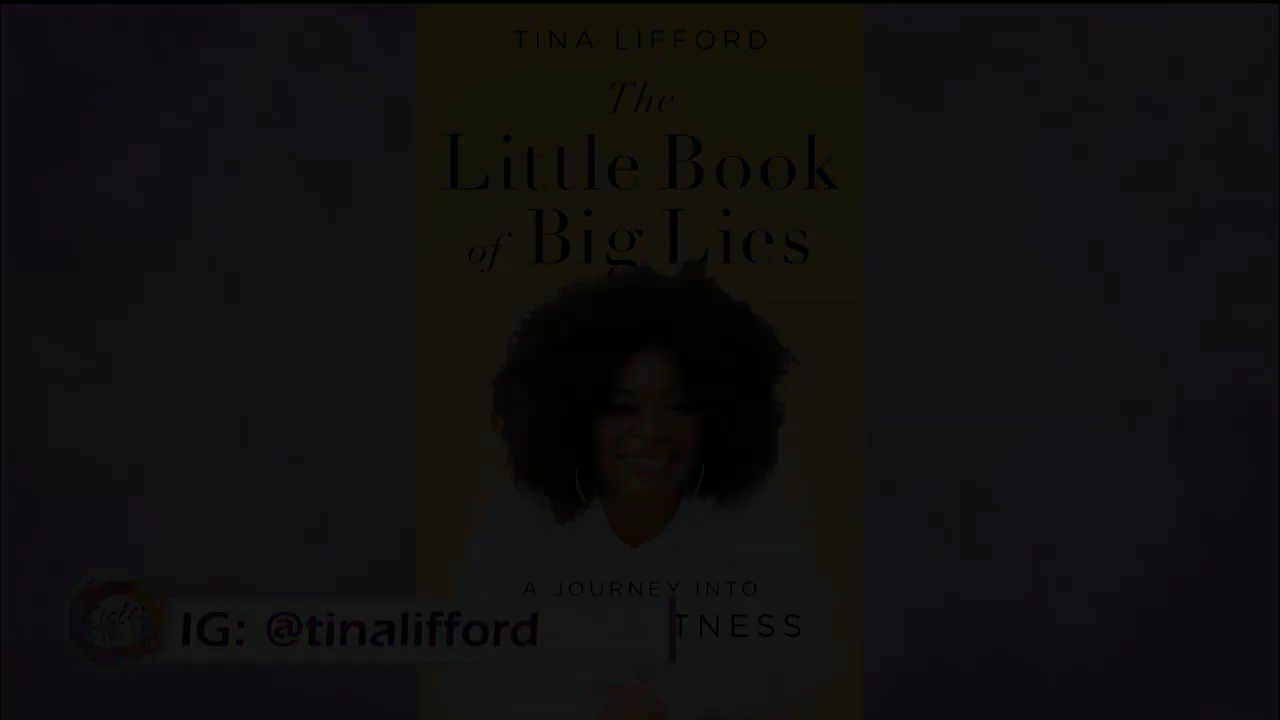 TINA LIFFORD
The
Little Book
of Big Lies
A JOURNEY INTO
TNESS
IG: @tinalifford